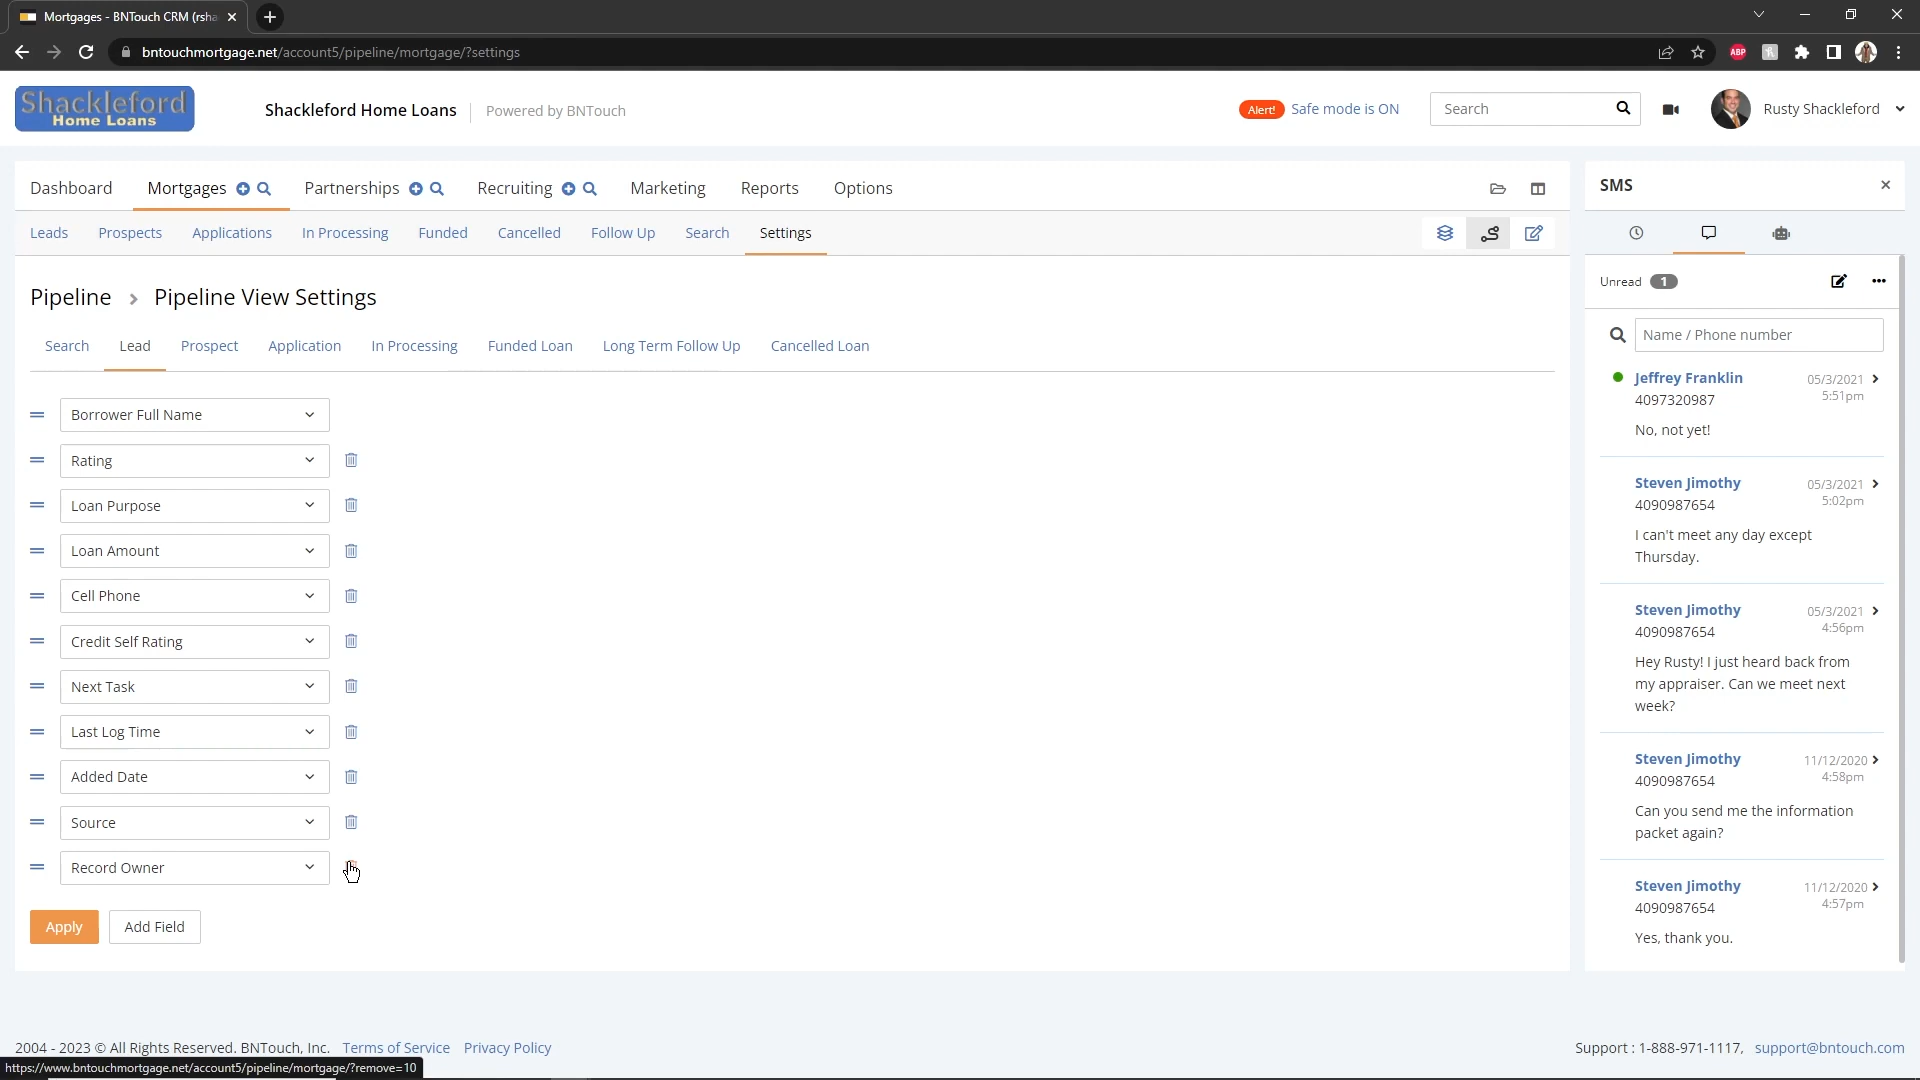 Mortgages - BNTouch CRM (rsha
bntouchmortgage.net/account5/pipeline/mortgage/?settings
ABP
Shackleford
Home Loans
Shackleford Home Loans
Powered by BNTouch
Alert! Safe mode is ON
Search
Rusty Shackleford
Dashboard
Mortgages
Partnerships
Recruiting
Marketing
Reports
Options
Leads
Prospects
Applications
In Processing
Funded
Cancelled
Follow Up
Search
Settings
Pipeline > Pipeline View Settings
Search
Lead
Prospect
Application
In Processing
Funded Loan
Long Term Follow Up
Cancelled Loan
Borrower Full Name
Rating
Loan Purpose
Loan Amount
Cell Phone
Credit Self Rating
Next Task
Last Log Time
Added Date
Source
Record Owner
Apply
Add Field
SMS
Unread 1
Name / Phone number
Jeffrey Franklin
05/3/2021
4097320987
5:51pm
No, not yet!
Steven Jimothy
05/3/2021
4090987654
5:02pm
I can't meet any day except
Thursday.
Steven Jimothy
05/3/2021
4090987654
4:56pm
Hey Rusty! I just heard back from
my appraiser. Can we meet next
week?
Steven Jimothy
11/12/2020
4090987654
4:58pm
Can you send me the information
packet again?
Steven Jimothy
11/12/2020
4090987654
4:57pm
Yes, thank you.
2004 - 2023 © All Rights Reserved. BNTouch, Inc. Terms of Service Privacy Policy
Support : 1-888-971-1117, support@bntouch.com
https://www.bntouchmortgage.net/account5/pipeline/mortgage/?remove=10